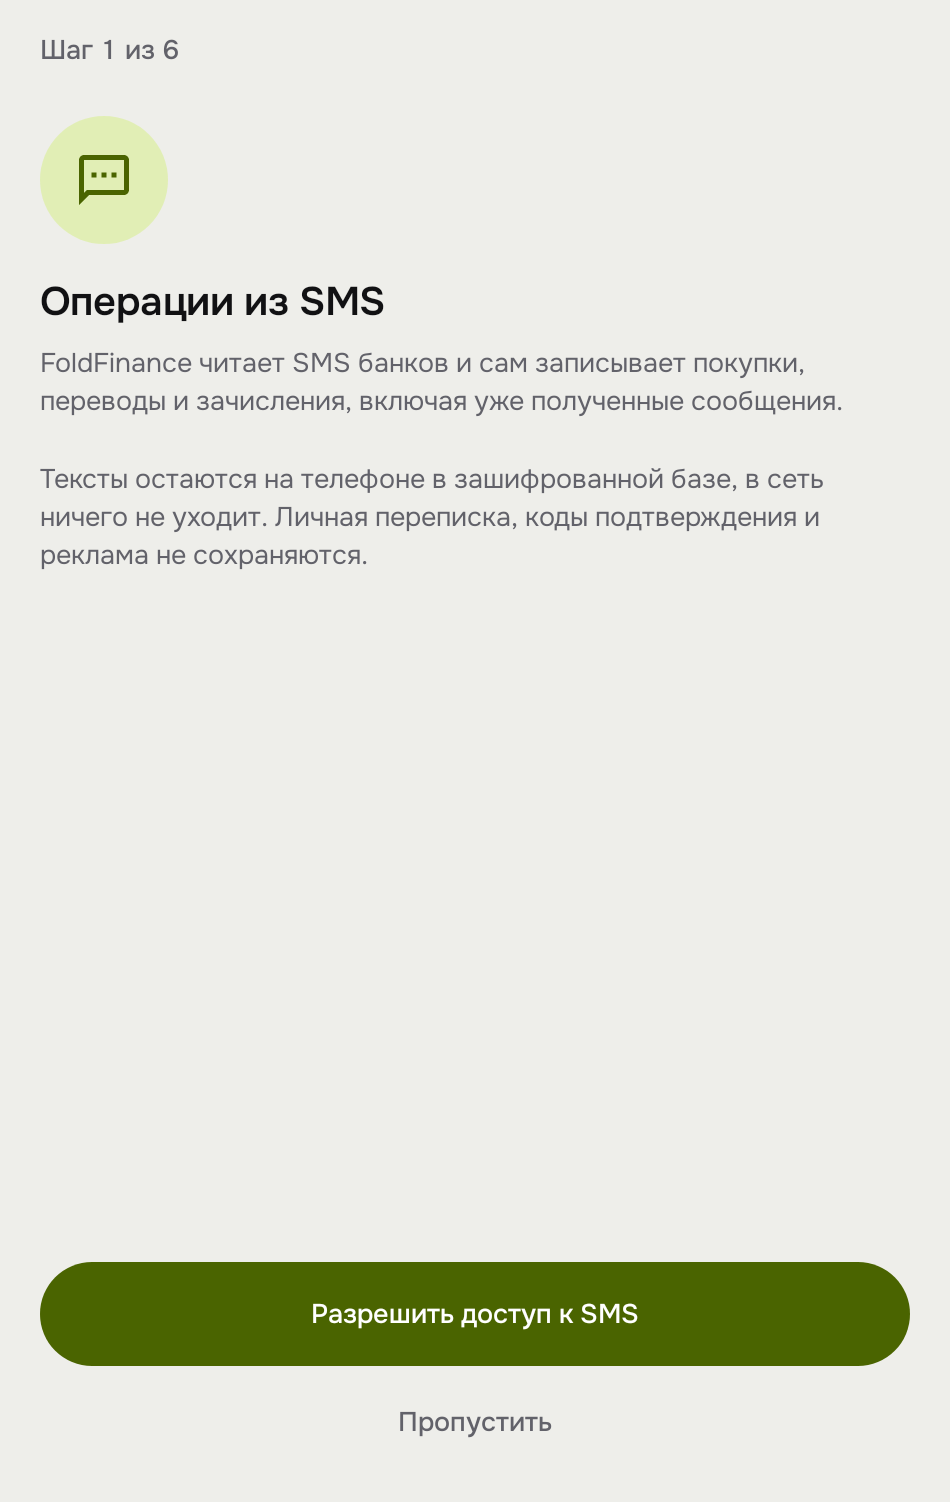 Шаг 1 из 6
Операции из SMS
FoldFinance читает SMS банков и сам записывает покупки,
переводы и зачисления, включая уже полученные сообщения.
Тексты остаются на телефоне в зашифрованной базе, в сеть
ничего не уходит. Личная переписка, коды подтверждения и
реклама не сохраняются.
Разрешить доступ к SMS
Пропустить